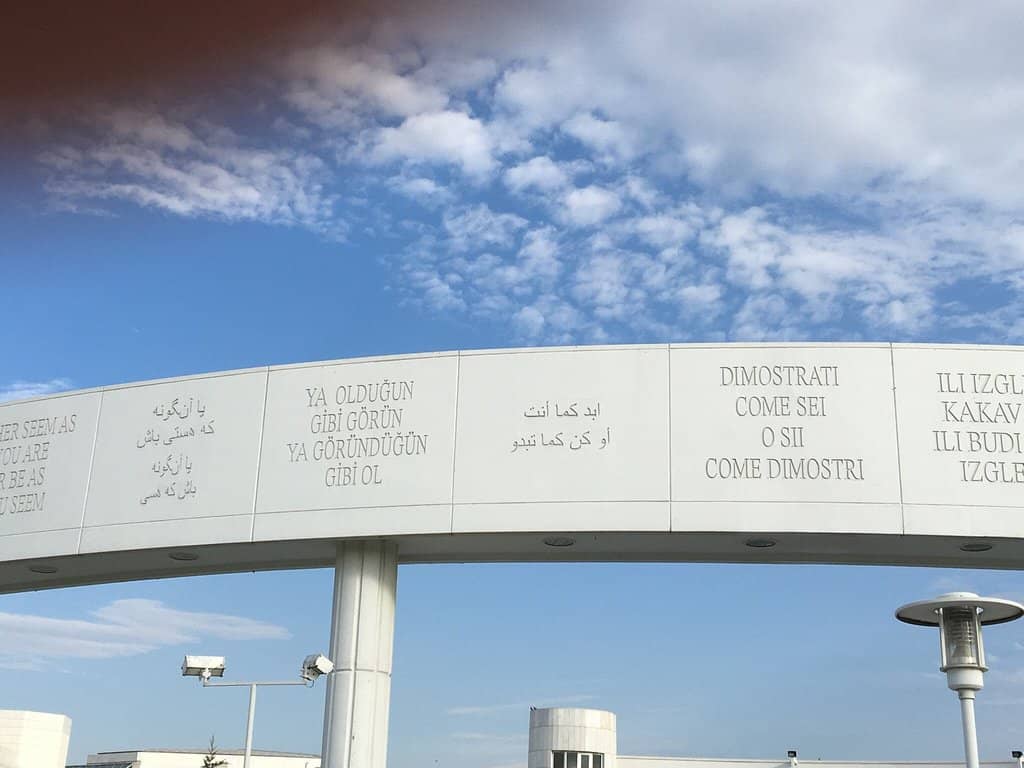 SEEM AS
YOU ARE
BE AS
SEEM
یا آنگونه
که هستی باش
یا آنگونه
باش که هسی
YA OLDUĞUN
GİBİ GÖRÜN
YA GÖRÜNDÜĞÜN
GİBİ OL
ابد كما أنت
أو كن كما تبدو
DIMOSTRATI
COME SEI
O SII
COME DIMOSTRI
ILI IZGL
KAKAV
ILI BUDI
IZGLE